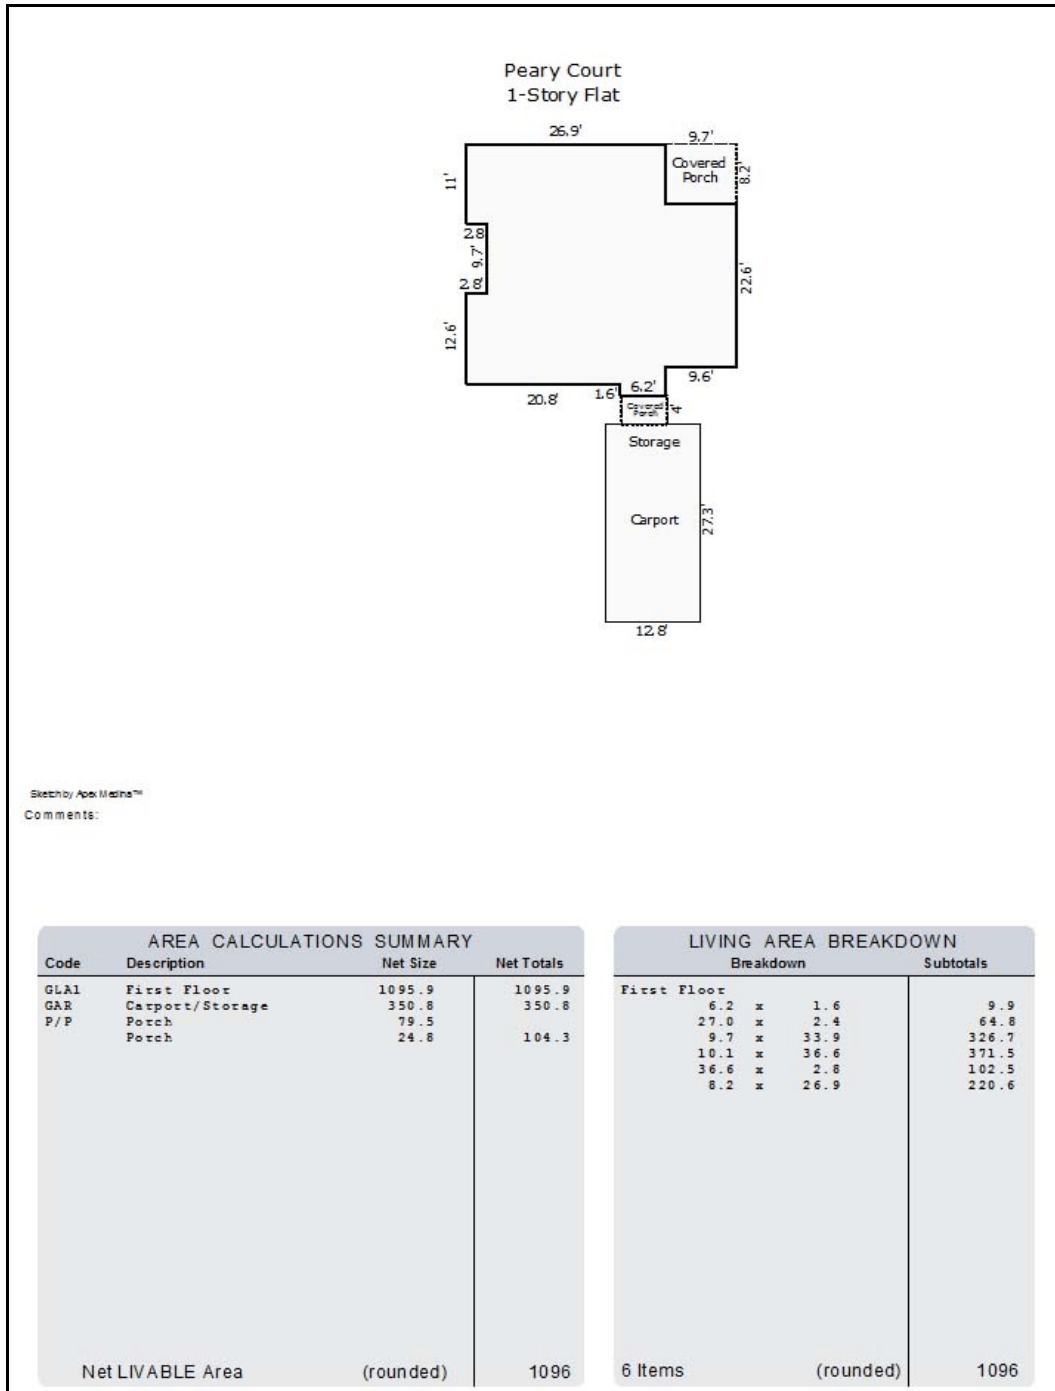 Peary Court
1-Story Flat
26.9'
9.7'
Covered
Porch
8.2'
11'
2.8
9.7'
2.8'
22.6'
12.6'
9.6'
20.8'
1.6'
6.2'
Covered
Porch
4'
Storage
Carport
27.3'
12.8'
Sketch by Apex Medina™
Comments:
AREA CALCULATIONS SUMMARY
Code Description Net Size Net Totals
GLA1 First Floor 1095.9 1095.9
GAR Carport/Storage 350.8 350.8
P/P Porch 79.5
Porch 24.8 104.3
Net LIVABLE Area (rounded) 1096
LIVING AREA BREAKDOWN
Breakdown Subtotals
First Floor
6.2 x 1.6 9.9
27.0 x 2.4 64.8
9.7 x 33.9 326.7
10.1 x 36.6 371.5
36.6 x 2.8 102.5
8.2 x 26.9 220.6
6 Items (rounded) 1096